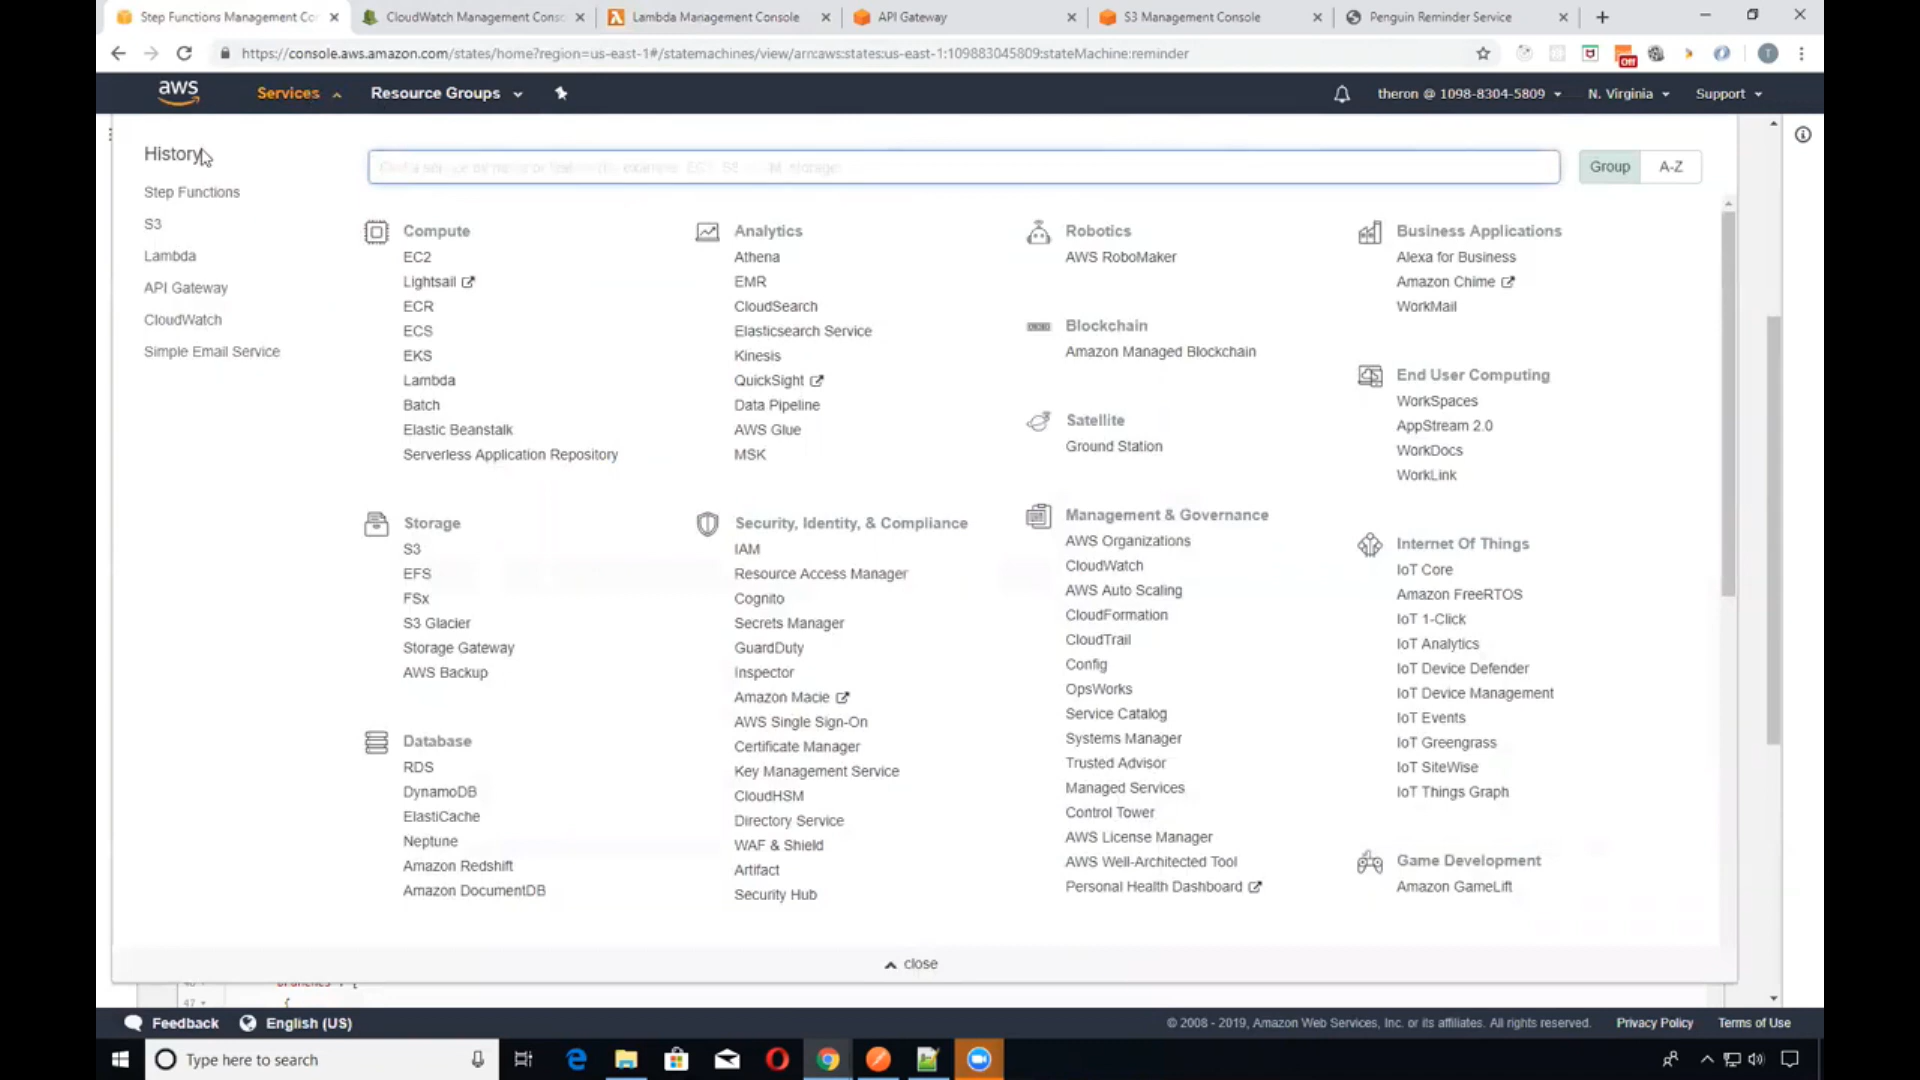 Step Functions Management Co
CloudWatch Management Conso
Lambda Management Console
API Gateway
S3 Management Console
Penguin Reminder Service
https://console.aws.amazon.com/states/home?region=us-east-1#/statemachines/view/arn:aws:states:us-east-1:109883045809:stateMachine:reminder
Off
T
aws
Services
Resource Groups
theron @ 1098-8304-5809
N. Virginia
Support
History
Step Functions
S3
Lambda
API Gateway
CloudWatch
Simple Email Service
Group
A-Z
Compute
EC2
Lightsail
ECR
ECS
EKS
Lambda
Batch
Elastic Beanstalk
Serverless Application Repository
Storage
S3
EFS
FSx
S3 Glacier
Storage Gateway
AWS Backup
Database
RDS
DynamoDB
ElastiCache
Neptune
Amazon Redshift
Amazon DocumentDB
Analytics
Athena
EMR
CloudSearch
Elasticsearch Service
Kinesis
QuickSight
Data Pipeline
AWS Glue
MSK
Security, Identity, & Compliance
IAM
Resource Access Manager
Cognito
Secrets Manager
GuardDuty
Inspector
Amazon Macie
AWS Single Sign-On
Certificate Manager
Key Management Service
CloudHSM
Directory Service
WAF & Shield
Artifact
Security Hub
Robotics
AWS RoboMaker
Blockchain
Amazon Managed Blockchain
Satellite
Ground Station
Management & Governance
AWS Organizations
CloudWatch
AWS Auto Scaling
CloudFormation
CloudTrail
Config
OpsWorks
Service Catalog
Systems Manager
Trusted Advisor
Managed Services
Control Tower
AWS License Manager
AWS Well-Architected Tool
Personal Health Dashboard
Business Applications
Alexa for Business
Amazon Chime
WorkMail
End User Computing
WorkSpaces
AppStream 2.0
WorkDocs
WorkLink
Internet Of Things
IoT Core
Amazon FreeRTOS
IoT 1-Click
IoT Analytics
IoT Device Defender
IoT Device Management
IoT Events
IoT Greengrass
IoT SiteWise
IoT Things Graph
Game Development
Amazon GameLift
close
47 {
Feedback
English (US)
© 2008 - 2019, Amazon Web Services, Inc. or its affiliates. All rights reserved.
Privacy Policy
Terms of Use
Type here to search